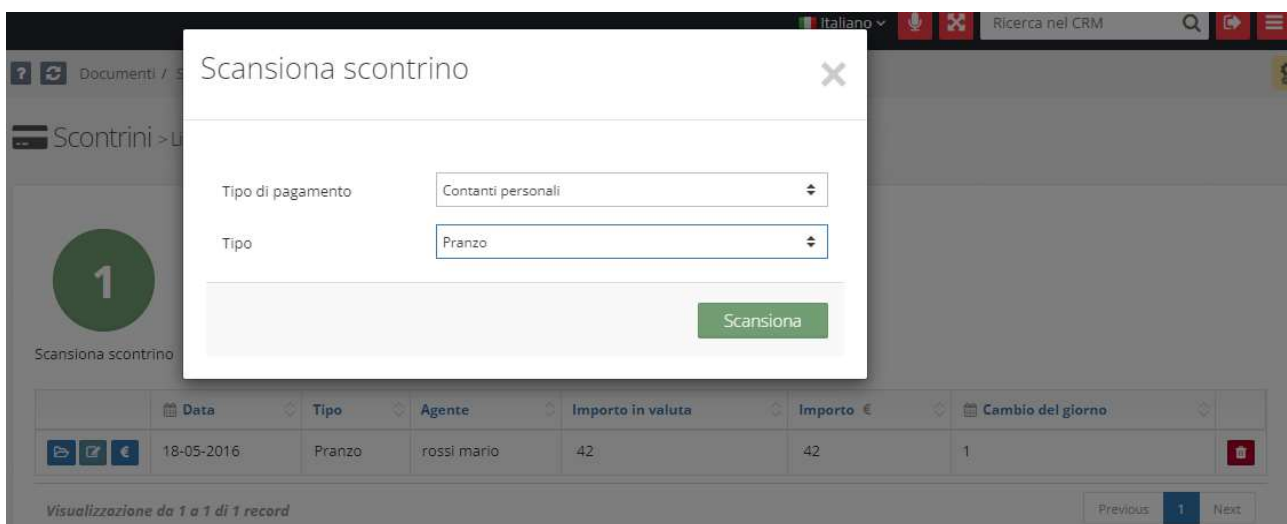 Italiano
Ricerca nel CRM
Documenti / S
Scansiona scontrino
Scontrini > Li
Tipo di pagamento
Contanti personali
Tipo
Pranzo
1
Scansiona
Scansiona scontrino
Data Tipo Agente Importo in valuta Importo € Cambio del giorno
€ 18-05-2016 Pranzo rossi mario 42 42 1
Visualizzazione da 1 a 1 di 1 record
Previous 1 Next